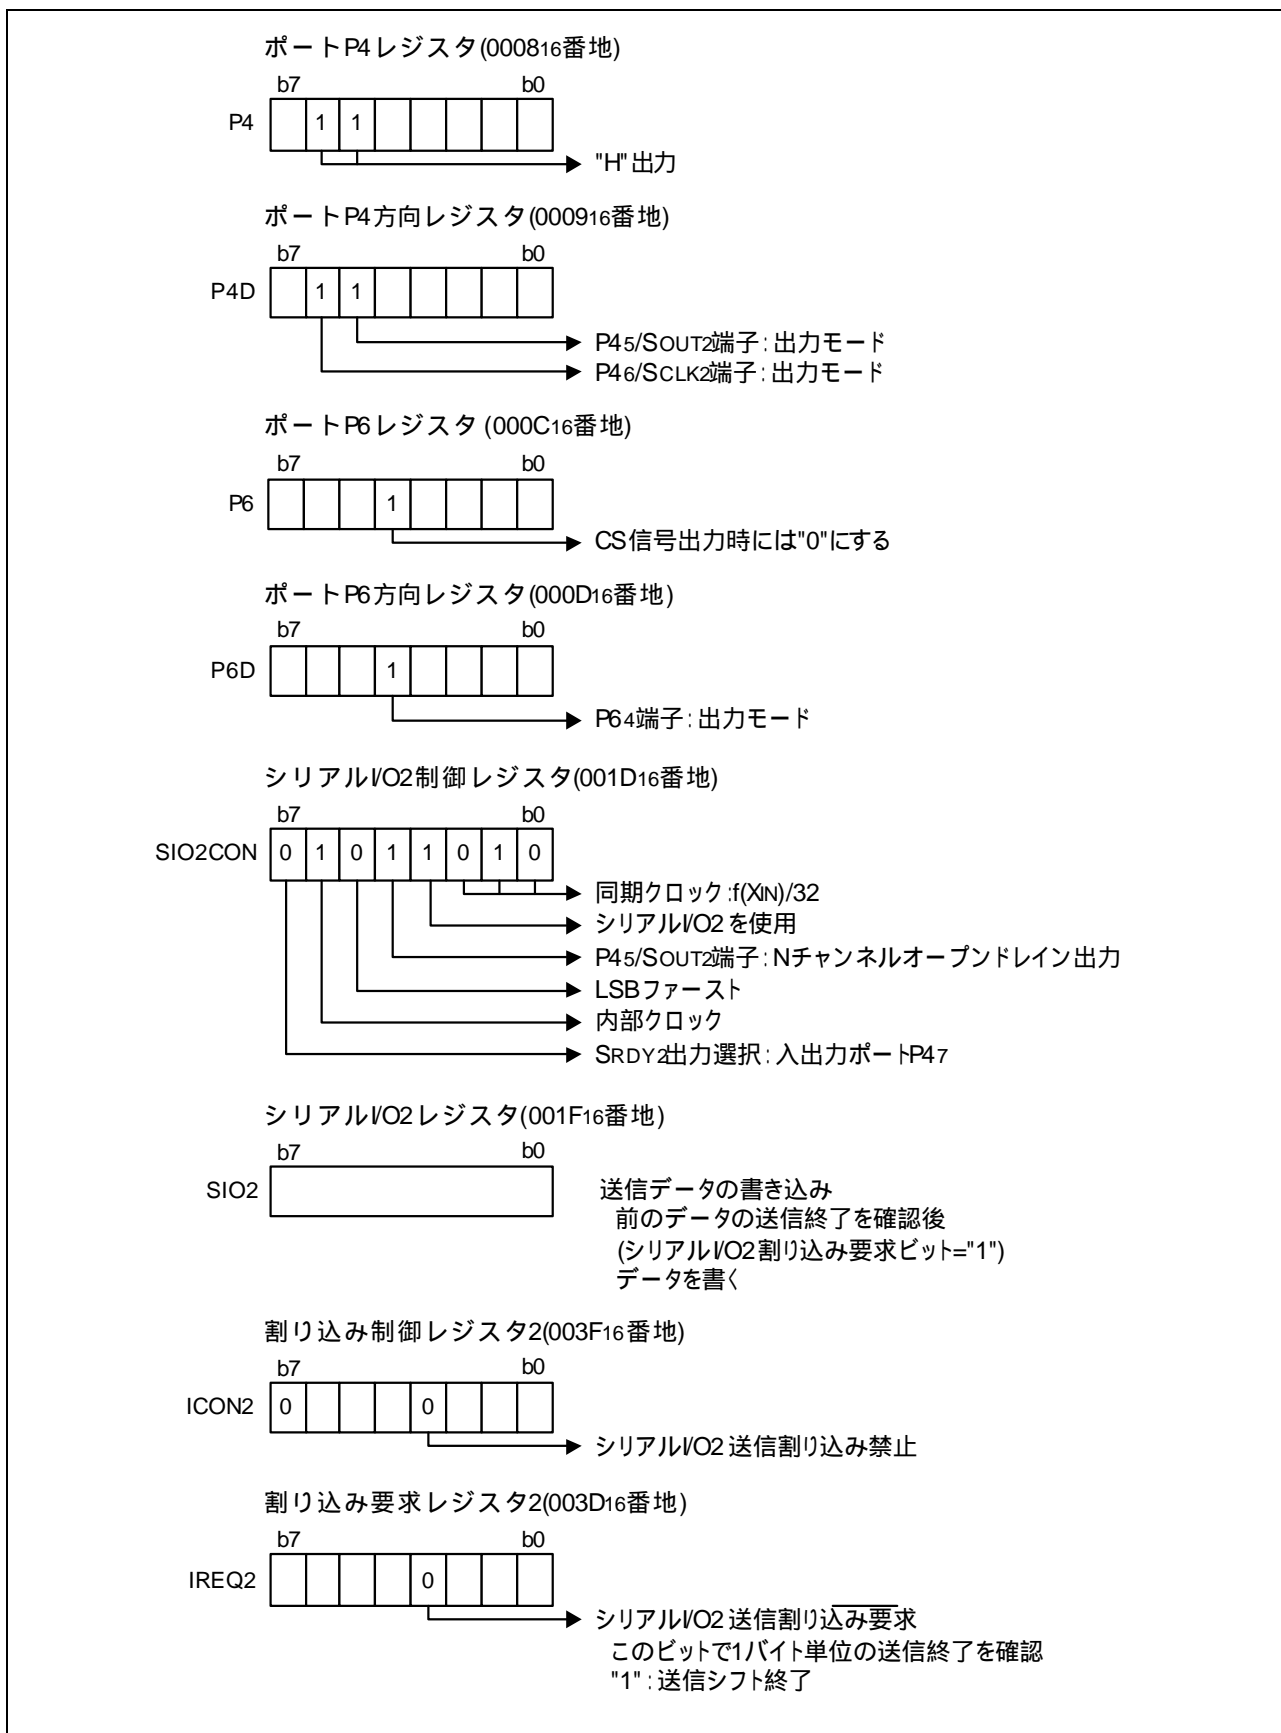 ポートP4レジスタ(000816番地)
b7 b0
P4 1 1
"H"出力
ポートP4方向レジスタ(000916番地)
b7 b0
P4D 1 1
P45/SOUT2端子:出力モード
P46/SCLK2端子:出力モード
ポートP6レジスタ(000C16番地)
b7 b0
P6 1
CS信号出力時には"0"にする
ポートP6方向レジスタ(000D16番地)
b7 b0
P6D 1
P64端子:出力モード
シリアルI/O2制御レジスタ(001D16番地)
b7 b0
SIO2CON 0 1 0 1 1 0 1 0
同期クロック:f(XIN)/32
シリアルI/O2を使用
P45/SOUT2端子:Nチャンネルオープンドレイン出力
LSBファースト
内部クロック
SRDY2出力選択:入出力ポートP47
シリアルI/O2レジスタ(001F16番地)
b7 b0
SIO2
送信データの書き込み
前のデータの送信終了を確認後
(シリアルI/O2割り込み要求ビット="1")
データを書く
割り込み制御レジスタ2(003F16番地)
b7 b0
ICON2 0 0
シリアルI/O2送信割り込み禁止
割り込み要求レジスタ2(003D16番地)
b7 b0
IREQ2 0
シリアルI/O2送信割り込み要求
このビットで1バイト単位の送信終了を確認
"1":送信シフト終了